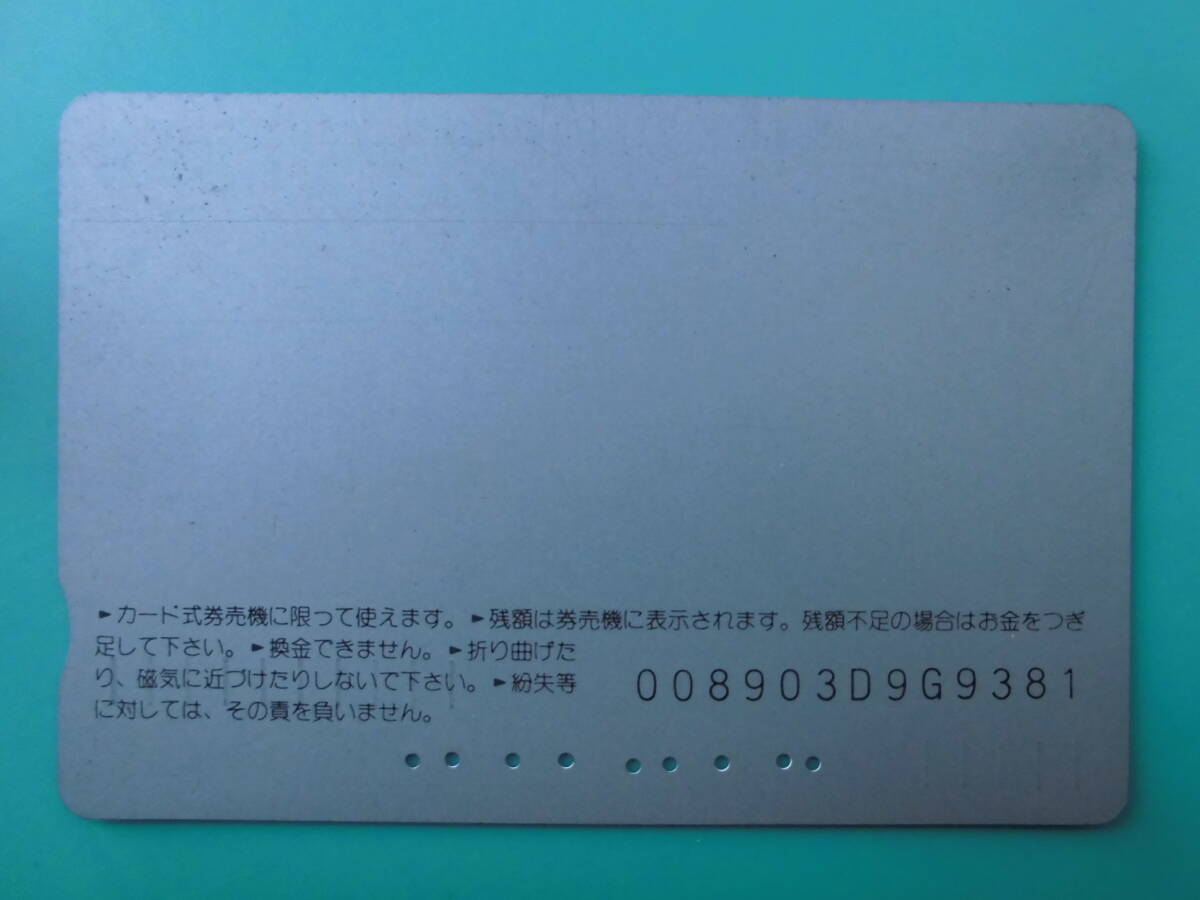 ►カード式券売機に限って使えます。►残額は券売機に表示されます。残額不足の場合はお金をつぎ
足して下さい。►換金できません。►折り曲げた
り、磁気に近づけたりしないで下さい。►紛失等
に対しては、その責を負いません。
008903D9G9381